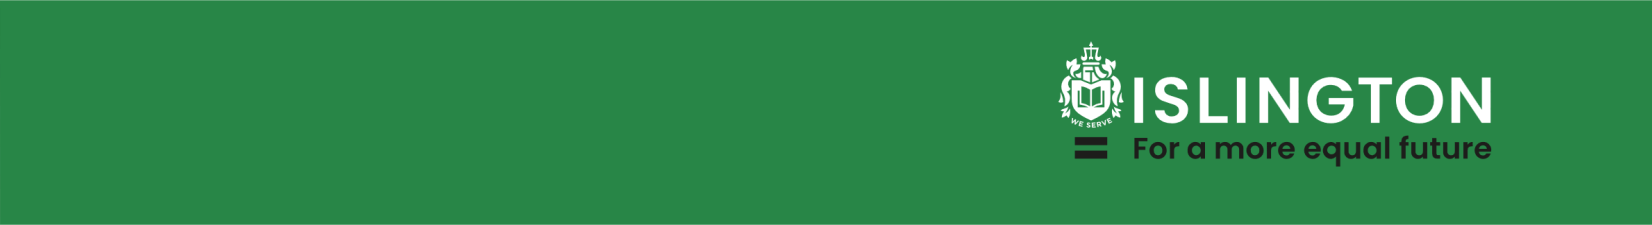 ISLINGTON
WE SERVE
For a more equal future